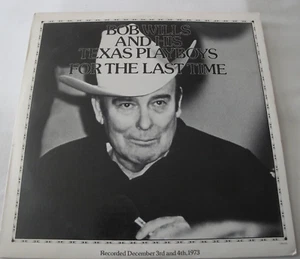 BOB WILLS
AND HIS
TEXAS PLAYBOYS
FOR THE LAST TIME
Recorded December 3rd and 4th, 1973